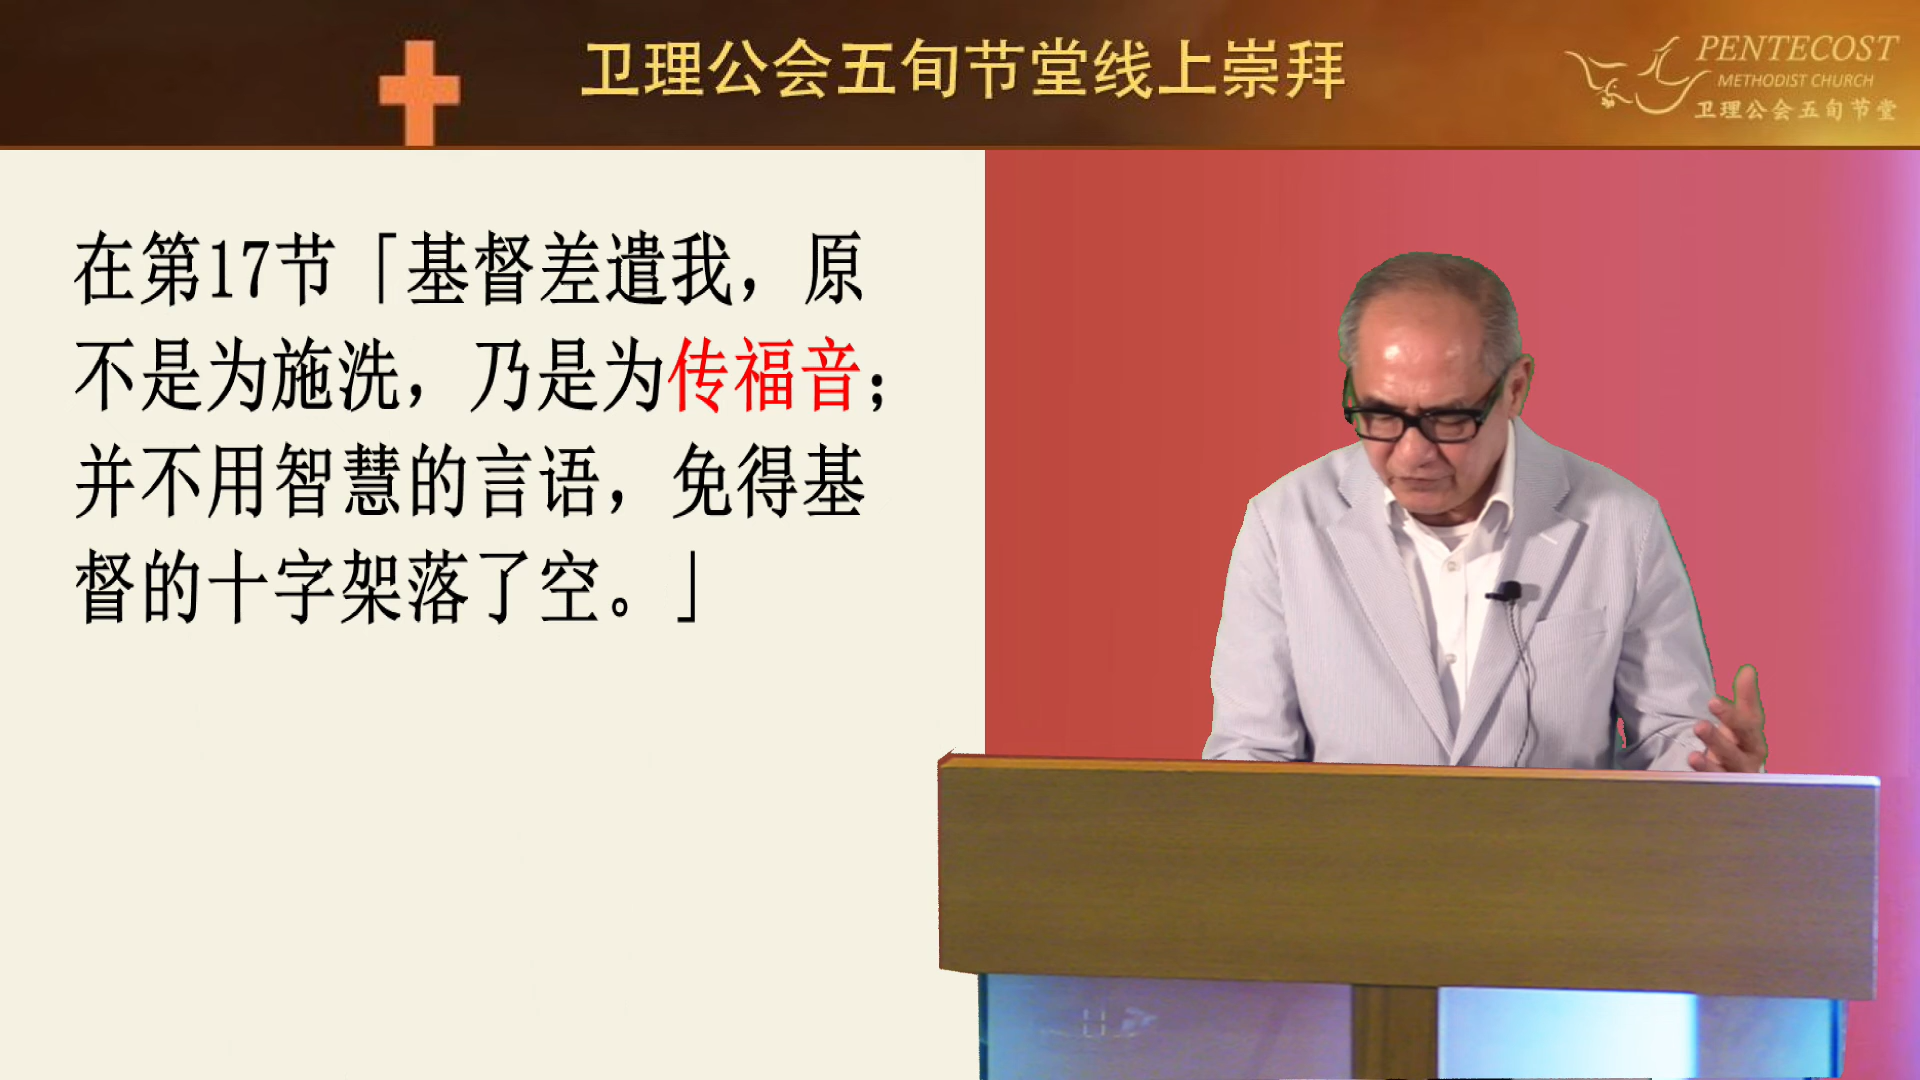 卫理公会五旬节堂线上崇拜
PENTECOST
METHODIST CHURCH
卫理公会五旬节堂
在第17节「基督差遣我，原
不是为施洗，乃是为传福音；
并不用智慧的言语，免得基
督的十字架落了空。」